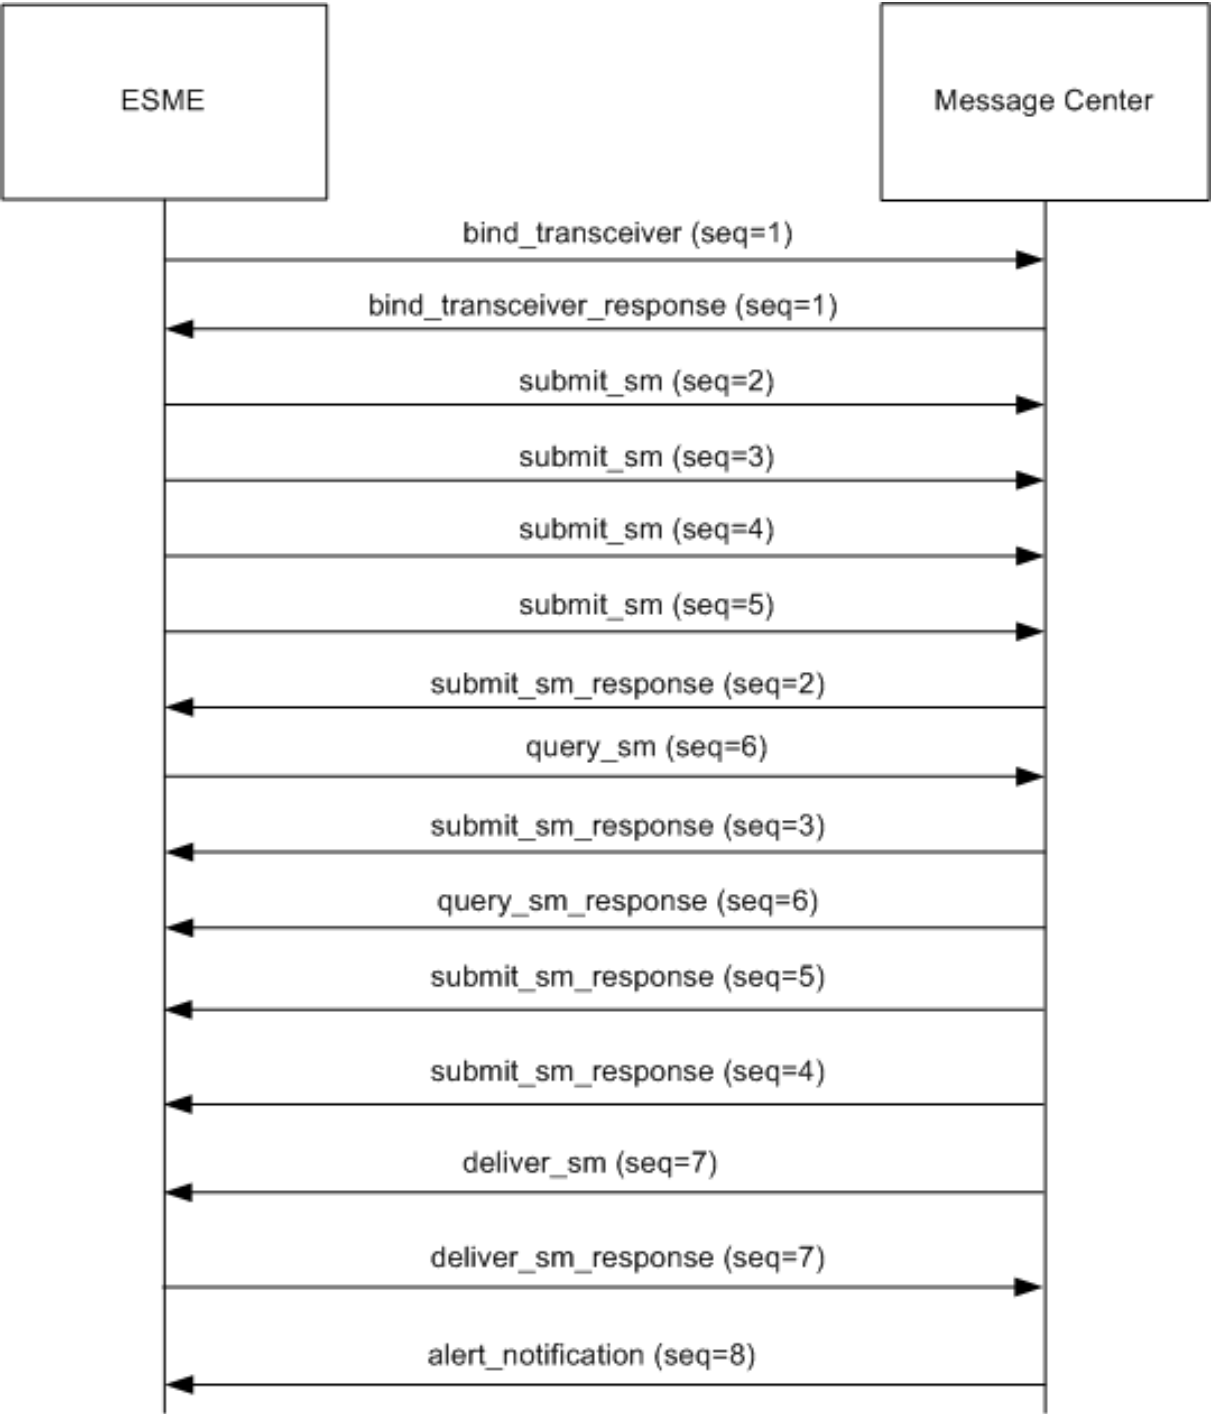 ESME
Message Center
bind_transceiver (seq=1)
bind_transceiver_response (seq=1)
submit_sm (seq=2)
submit_sm (seq=3)
submit_sm (seq=4)
submit_sm (seq=5)
submit_sm_response (seq=2)
query_sm (seq=6)
submit_sm_response (seq=3)
query_sm_response (seq=6)
submit_sm_response (seq=5)
submit_sm_response (seq=4)
deliver_sm (seq=7)
deliver_sm_response (seq=7)
alert_notification (seq=8)